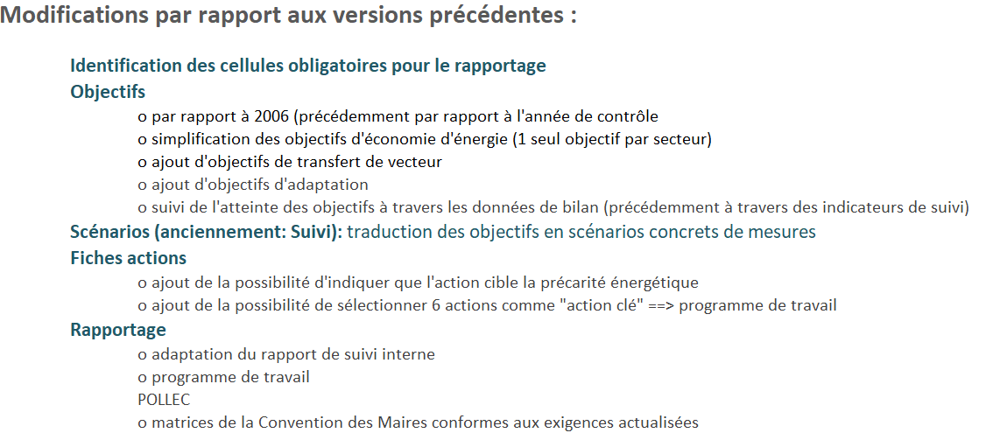 Modifications par rapport aux versions précédentes :
Identification des cellules obligatoires pour le rapportage
Objectifs
o par rapport à 2006 (précédemment par rapport à l'année de contrôle
o simplification des objectifs d'économie d'énergie (1 seul objectif par secteur)
o ajout d'objectifs de transfert de vecteur
o ajout d'objectifs d'adaptation
o suivi de l'atteinte des objectifs à travers les données de bilan (précédemment à travers des indicateurs de suivi)
Scénarios (anciennement: Suivi): traduction des objectifs en scénarios concrets de mesures
Fiches actions
o ajout de la possibilité d'indiquer que l'action cible la précarité énergétique
o ajout de la possibilité de sélectionner 6 actions comme "action clé" ==> programme de travail
Rapportage
o adaptation du rapport de suivi interne
o programme de travail
POLLEC
o matrices de la Convention des Maires conformes aux exigences actualisées